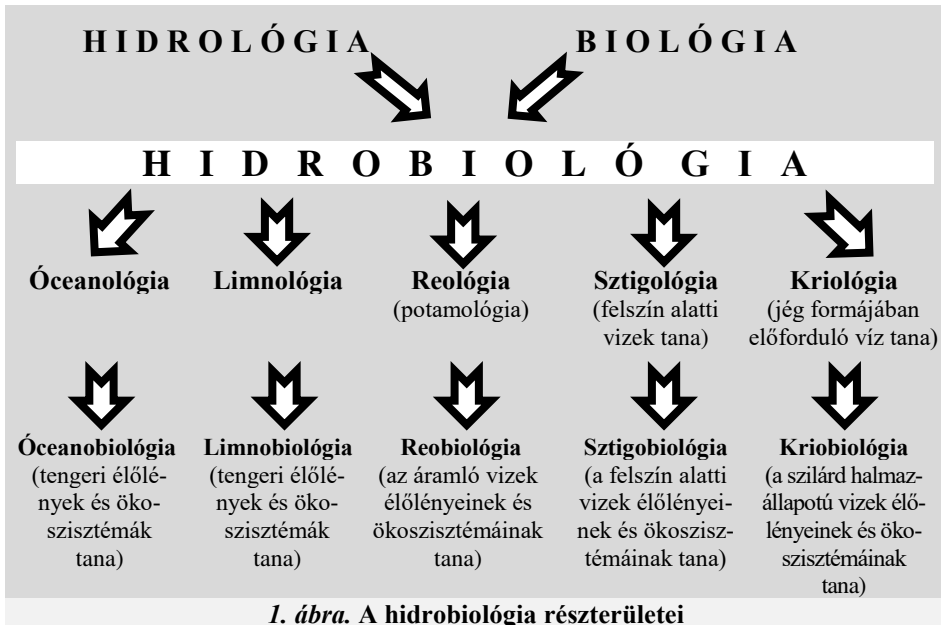 HIDROLÓGIA BIOLÓGIA
HIDROBIOLÓGIA
Óceanológia
Limnológia
Reológia
(potamológia)
Sztigológia
(felszín alatti
vizek tana)
Kriológia
(jég formájában
előforduló víz tana)
Óceanobiológia
(tengeri élőlé-
nyek és öko-
szisztémák
tana)
Limnobiológia
(tengeri élőlé-
nyek és öko-
szisztémák
tana)
Reobiológia
(az áramló vizek
élőlényeinek és
ökoszisztémáinak
tana)
Sztigobiológia
(a felszín alatti
vizek élőlényei-
nek és ökoszisz-
témáinak tana)
Kriobiológia
(a szilárd halmaz-
állapotú vizek élő-
lényeinek és öko-
szisztémáinak
tana)
1. ábra. A hidrobiológia részterületei